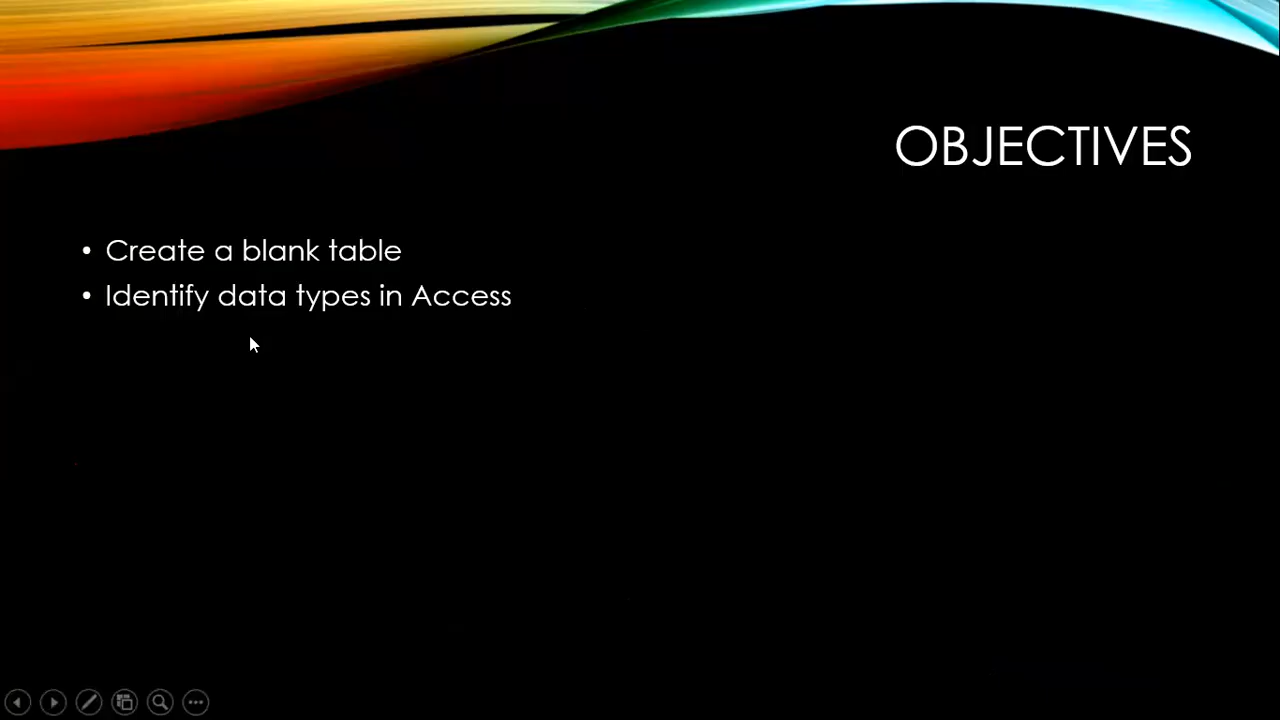 OBJECTIVES
• Create a blank table
• Identify data types in Access